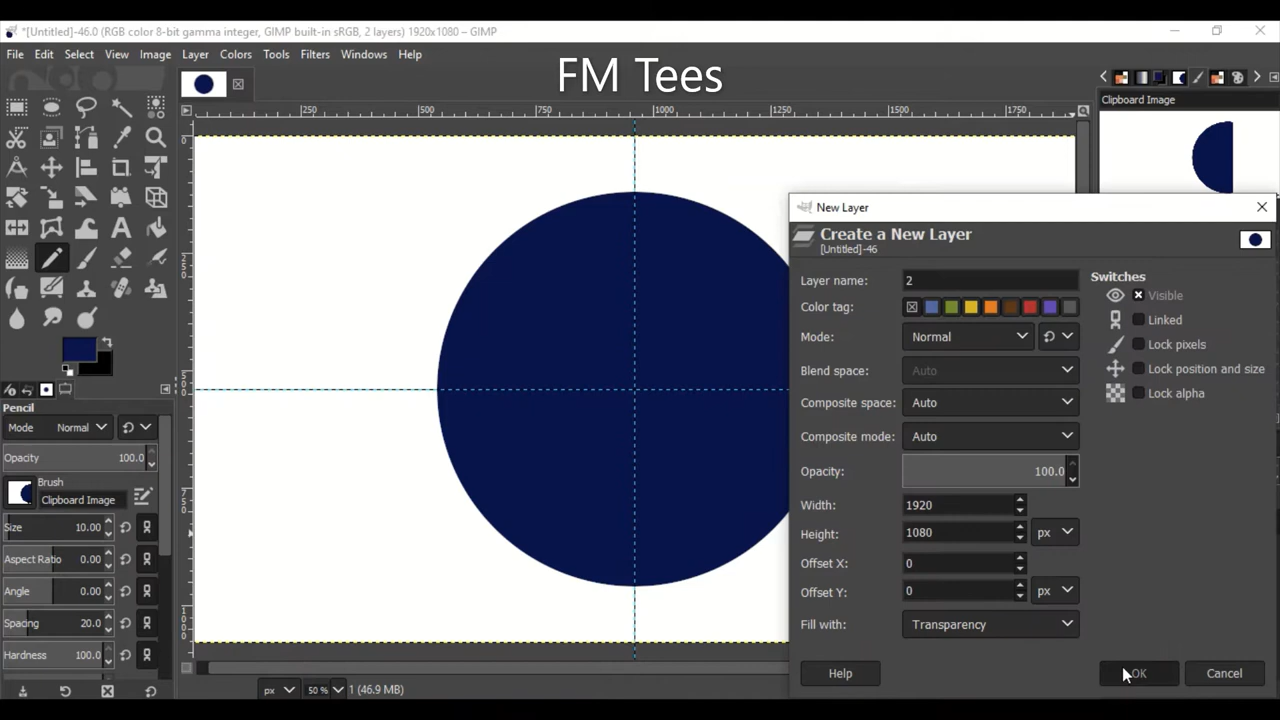 *[Untitled]-46.0 (RGB color 8-bit gamma integer, GIMP built-in sRGB, 2 layers) 1920x1080 – GIMP
File Edit Select View Image Layer Colors Tools Filters Windows Help
FM Tees
250 500 750 1000 1250 1500 1750
0
250
500
750
1000
Clipboard Image
New Layer
Create a New Layer
[Untitled]-46
Layer name: 2
Color tag:
Mode: Normal
Blend space: Auto
Composite space: Auto
Composite mode: Auto
Opacity: 100.0
Width: 1920
Height: 1080 px
Offset X: 0
Offset Y: 0 px
Fill with: Transparency
Switches
Visible
Linked
Lock pixels
Lock position and size
Lock alpha
Help OK Cancel
Pencil
Mode Normal
Opacity 100.0
Brush
Clipboard Image
Size 10.00
Aspect Ratio 0.00
Angle 0.00
Spacing 20.0
Hardness 100.0
px 50 % 1 (46.9 MB)